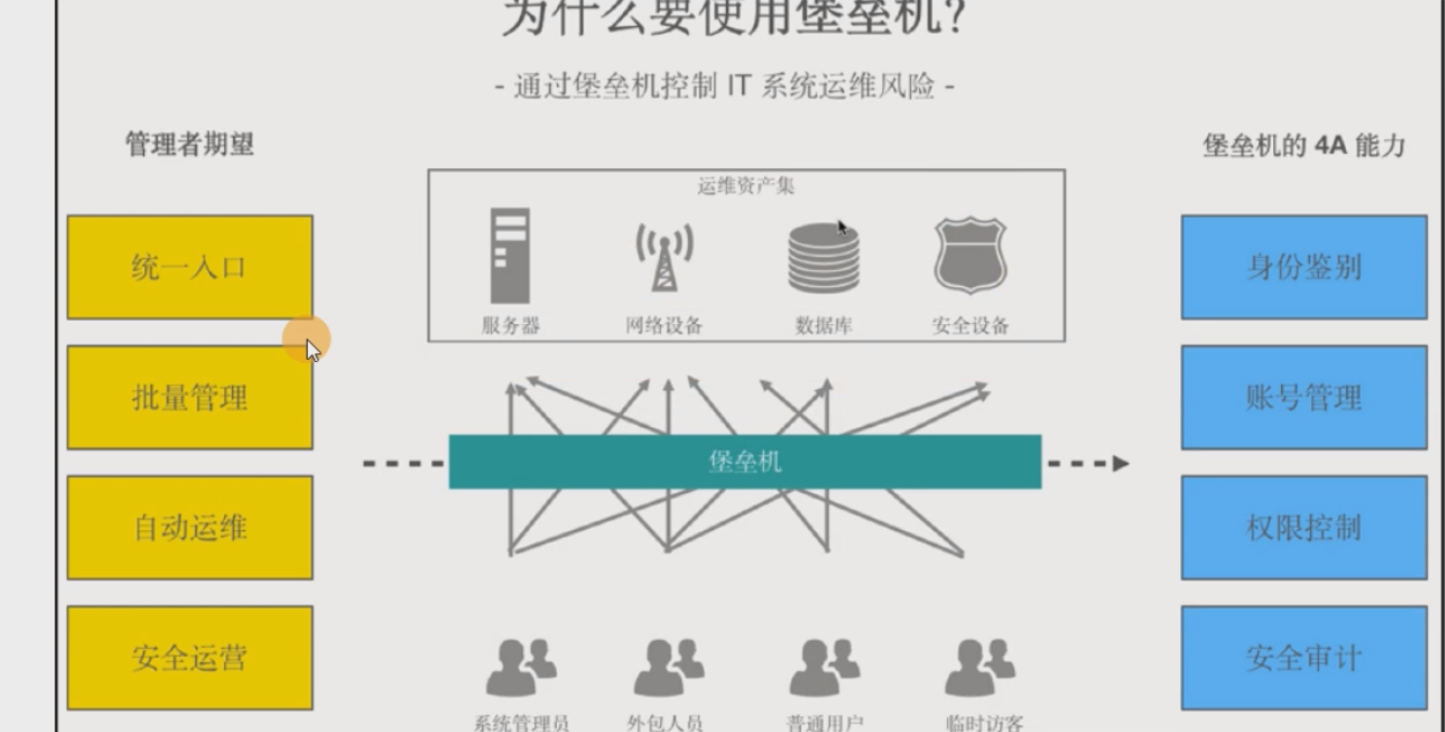 为什么要使用堡垒机?
- 通过堡垒机控制 IT 系统运维风险 -
管理者期望
统一入口
批量管理
自动运维
安全运营
运维资产集
服务器 网络设备 数据库 安全设备
堡垒机
系统管理员 外包人员 普通用户 临时访客
堡垒机的 4A 能力
身份鉴别
账号管理
权限控制
安全审计